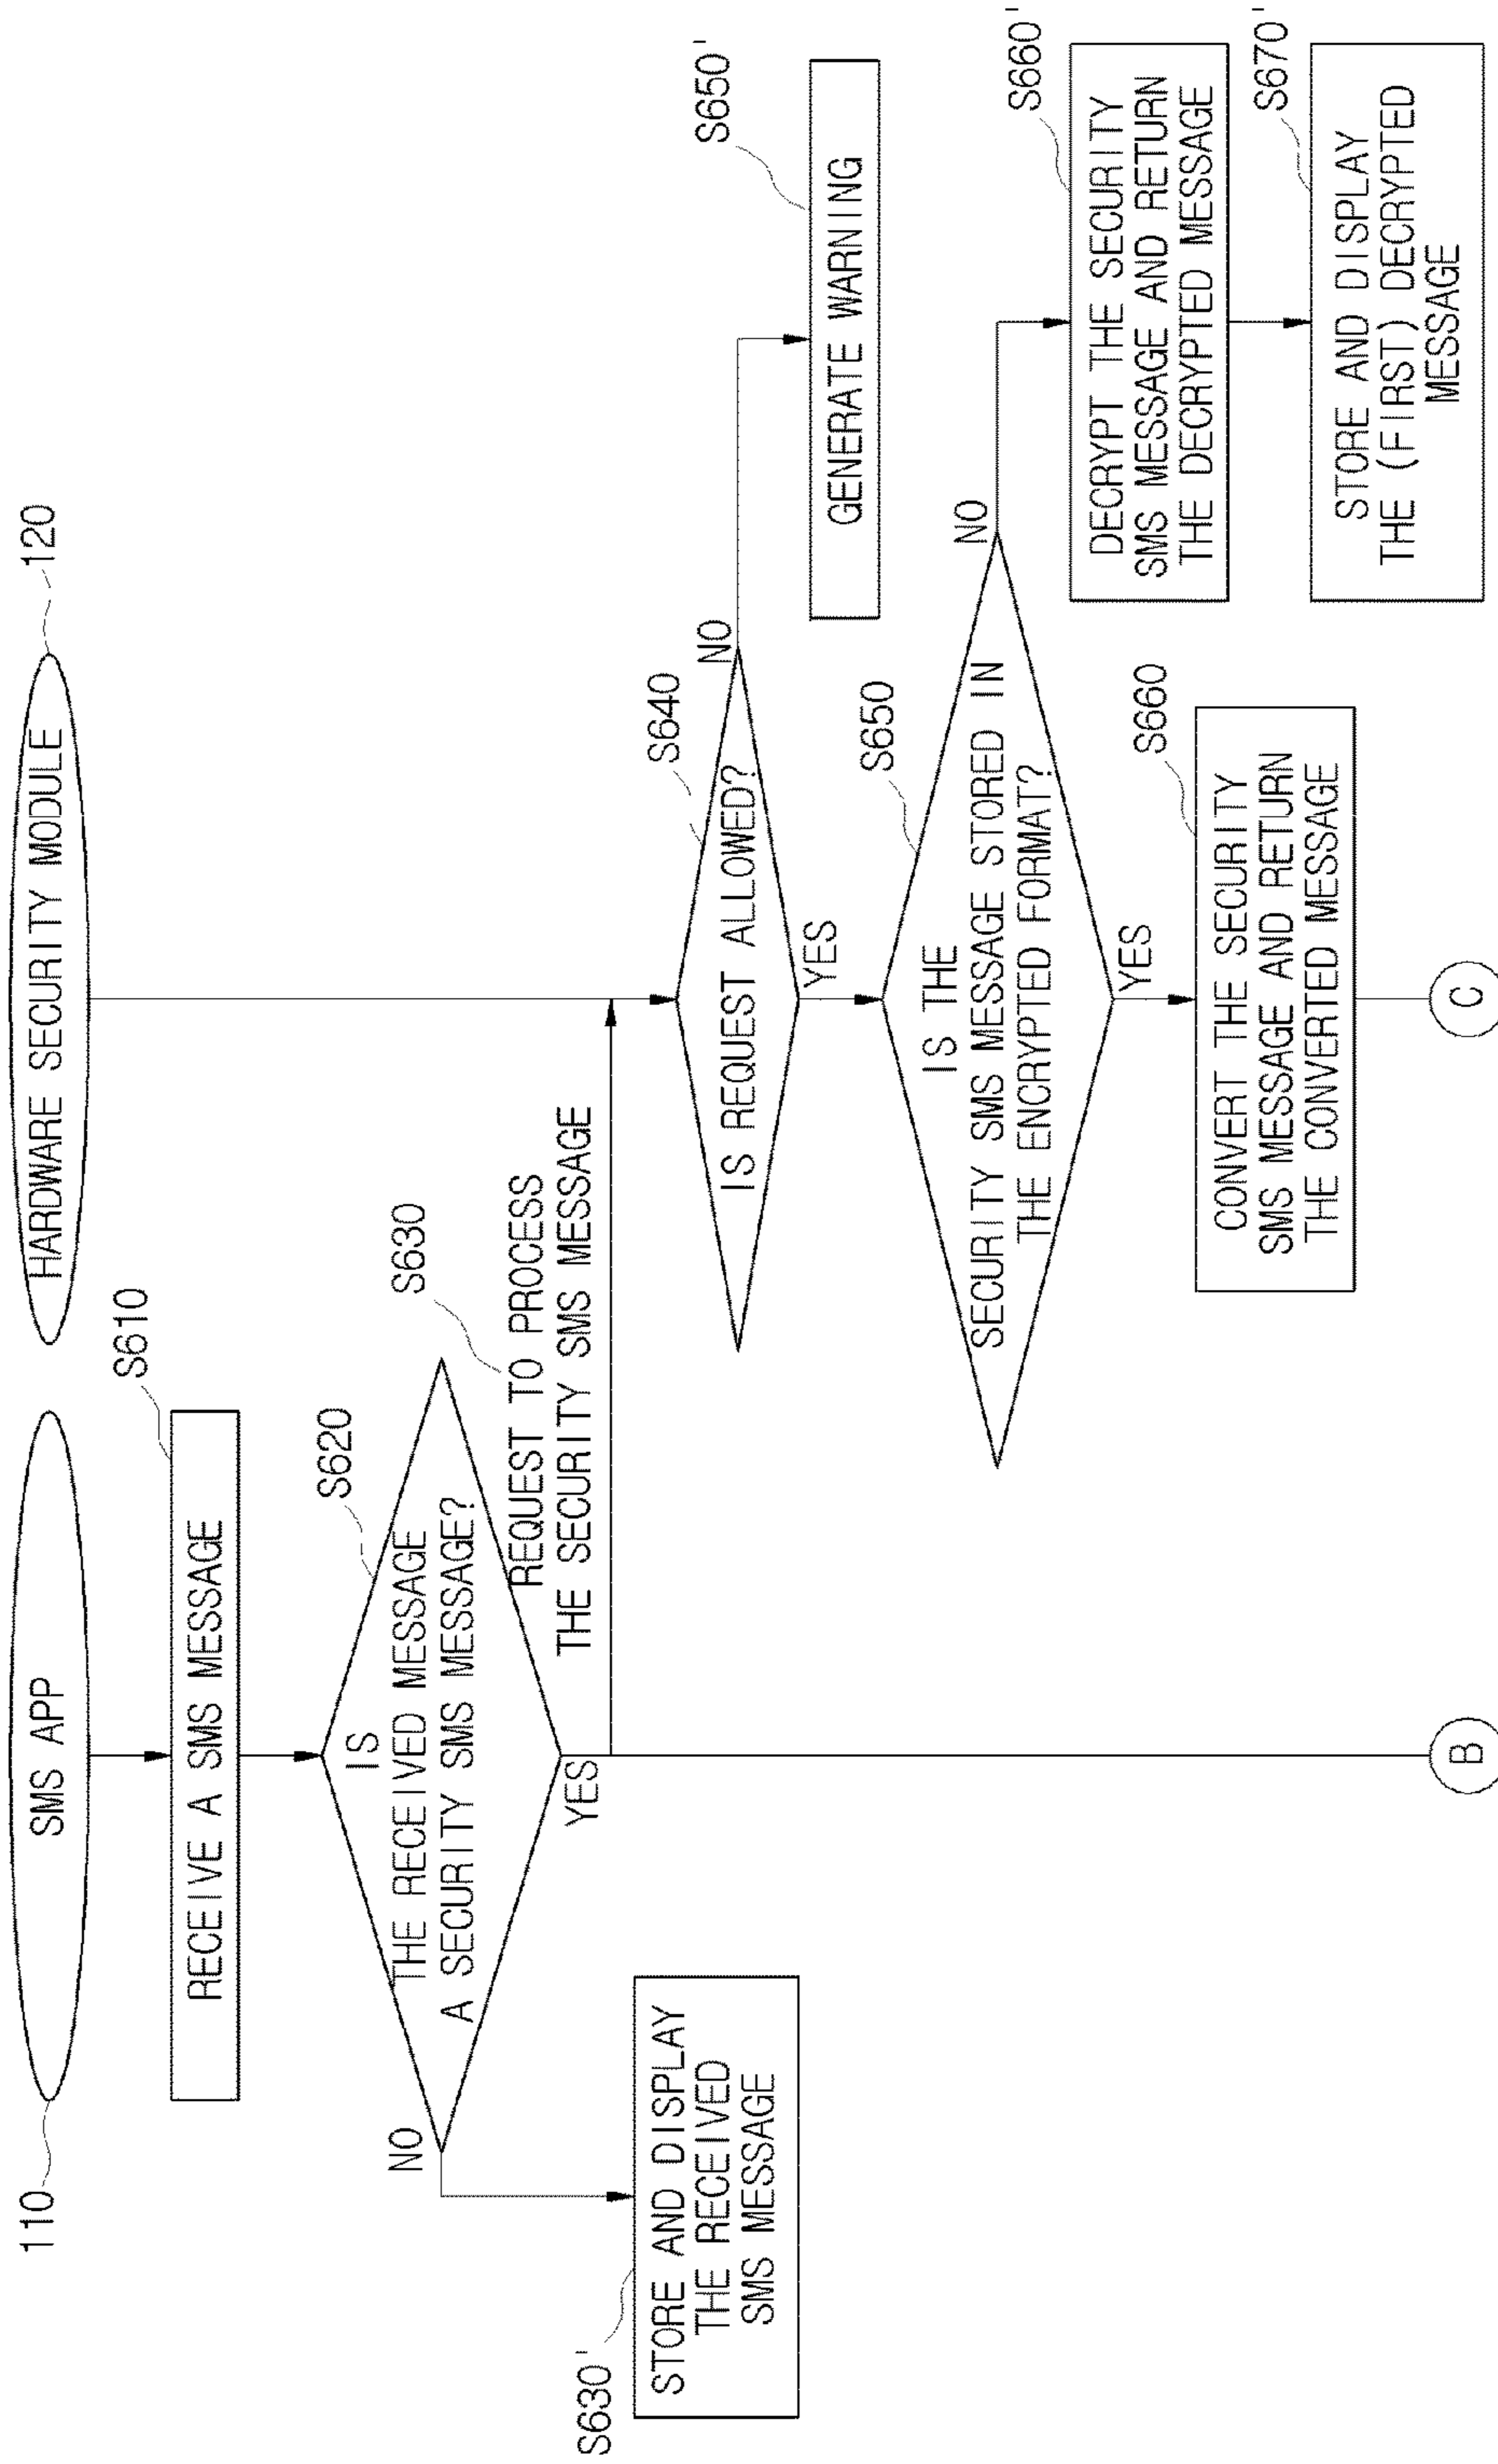 110
SMS APP
HARDWARE SECURITY MODULE
120
RECEIVE A SMS MESSAGE
S610
IS
THE RECEIVED MESSAGE
A SECURITY SMS MESSAGE?
S620
NO
YES
S630'
STORE AND DISPLAY
THE RECEIVED
SMS MESSAGE
REQUEST TO PROCESS
THE SECURITY SMS MESSAGE
S630
IS REQUEST ALLOWED?
S640
NO
YES
GENERATE WARNING
S650'
IS THE
SECURITY SMS MESSAGE STORED IN
THE ENCRYPTED FORMAT?
S650
NO
YES
DECRYPT THE SECURITY
SMS MESSAGE AND RETURN
THE DECRYPTED MESSAGE
S660'
CONVERT THE SECURITY
SMS MESSAGE AND RETURN
THE CONVERTED MESSAGE
S660
STORE AND DISPLAY
THE (FIRST) DECRYPTED
MESSAGE
S670'
B
C